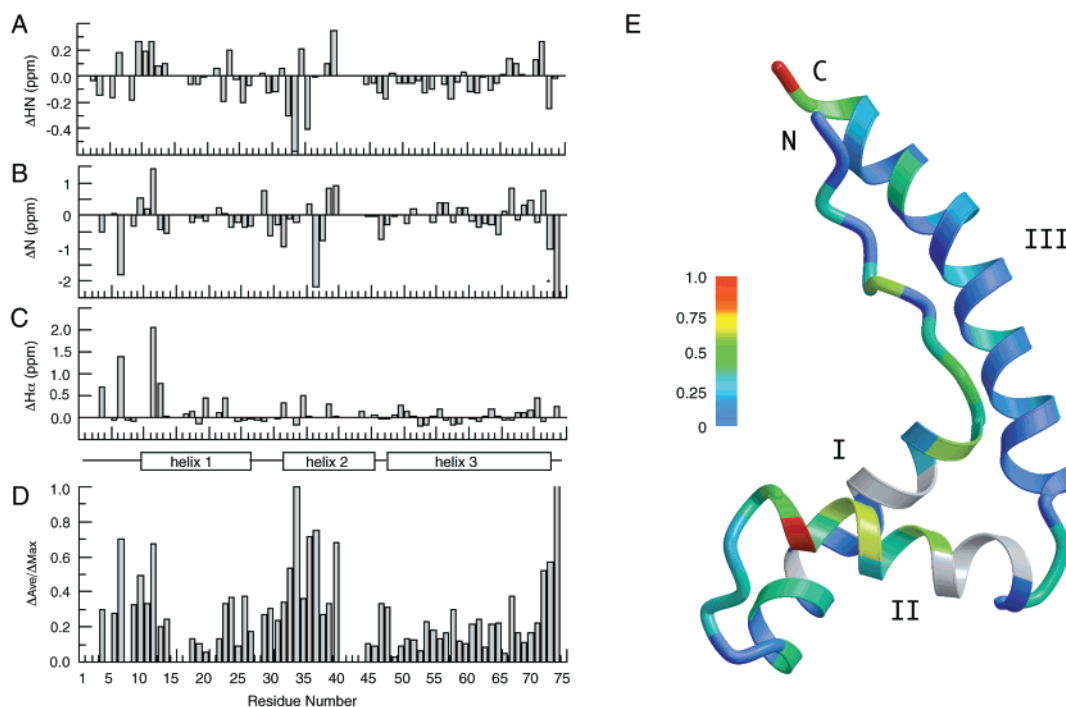 A
ΔHN (ppm)
0.2
0.0
-0.2
-0.4
B
ΔN (ppm)
1
0
-1
-2
*
C
ΔHα (ppm)
2.0
1.5
1.0
0.5
0.0
helix 1
helix 2
helix 3
D
ΔAve/ΔMax
1.0
0.8
0.6
0.4
0.2
0.0
1 5 10 15 20 25 30 35 40 45 50 55 60 65 70 75
Residue Number
E
C
N
III
1.0
0.75
0.5
0.25
0
I
II